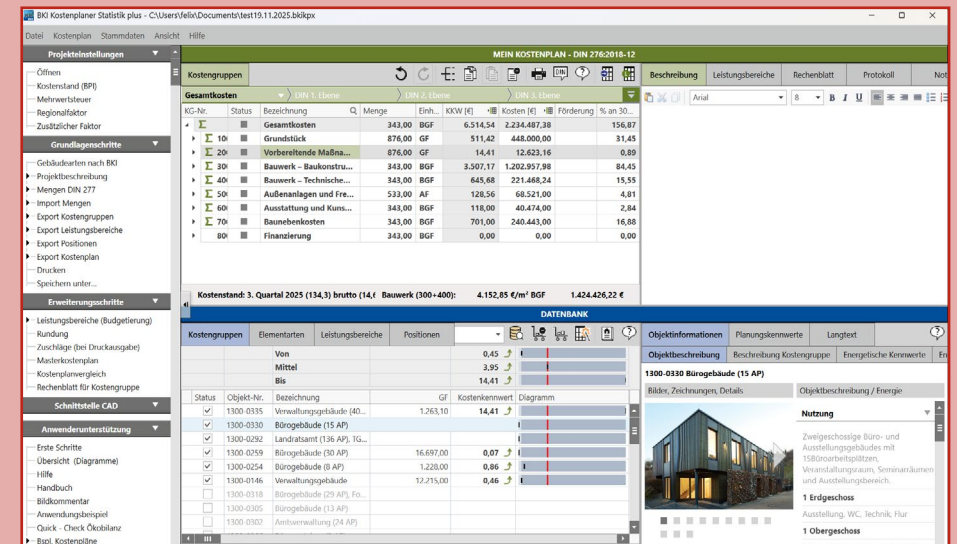 BKI Kostenplaner Statistik plus - C:\Users\felix\Documents\test19.11.2025.bkikpx
Datei Kostenplan Stammdaten Ansicht Hilfe
Projekteinstellungen
Öffnen
Kostenstand (BPI)
Mehrwertsteuer
Regionalfaktor
Zusätzlicher Faktor
Grundlagenschritte
Gebäudearten nach BKI
Projektbeschreibung
Mengen DIN 277
Import Mengen
Export Kostengruppen
Export Leistungsbereiche
Export Positionen
Export Kostenplan
Drucken
Speichern unter...
Erweiterungsschritte
Leistungsbereiche (Budgetierung)
Rundung
Zuschläge (bei Druckausgabe)
Masterkostenplan
Kostenplanvergleich
Rechenblatt für Kostengruppe
Schnittstelle CAD
Anwenderunterstützung
Erste Schritte
Übersicht (Diagramme)
Hilfe
Handbuch
Bildkommentar
Anwendungsbeispiel
Quick - Check Ökobilanz
Bspl. Kostenpläne
MEIN KOSTENPLAN - DIN 276:2018-12
Kostengruppen
Gesamtkosten DIN 1. Ebene DIN 2. Ebene DIN 3. Ebene
KG-Nr. Status Bezeichnung Menge Einh... KKW [€] Kosten [€] Förderung % an 30...
Σ Gesamtkosten 343,00 BGF 6.514,54 2.234.487,38 156,87
Σ 10 Grundstück 876,00 GF 511,42 448.000,00 31,45
Σ 20 Vorbereitende Maßna... 876,00 GF 14,41 12.623,16 0,89
Σ 30 Bauwerk – Baukonstru... 343,00 BGF 3.507,17 1.202.957,98 84,45
Σ 40 Bauwerk – Technische... 343,00 BGF 645,68 221.468,24 15,55
Σ 50 Außenanlagen und Fre... 533,00 AF 128,56 68.521,00 4,81
Σ 60 Ausstattung und Kuns... 343,00 BGF 118,00 40.474,00 2,84
Σ 70 Baunebenkosten 343,00 BGF 701,00 240.443,00 16,88
80 Finanzierung 343,00 BGF 0,00 0,00 0,00
Kostenstand: 3. Quartal 2025 (134,3) brutto (14,( Bauwerk (300+400): 4.152,85 €/m² BGF 1.424.426,22 €
Beschreibung Leistungsbereiche Rechenblatt Protokoll Not
Arial 8 B I U
DATENBANK
Kostengruppen Elementarten Leistungsbereiche Positionen
Von 0,45
Mittel 3,95
Bis 14,41
Status Objekt-Nr. Bezeichnung GF Kostenkennwert Diagramm
1300-0335 Verwaltungsgebäude (40... 1.263,10 14,41
1300-0330 Bürogebäude (15 AP)
1300-0292 Landratsamt (136 AP), TG...
1300-0259 Bürogebäude (30 AP) 16.697,00 0,07
1300-0254 Bürogebäude (8 AP) 1.228,00 0,86
1300-0146 Verwaltungsgebäude 12.215,00 0,46
1300-0318 Bürogebäude (29 AP), Fo...
1300-0305 Bürogebäude (13 AP)
1300-0302 Amtsverwaltung (24 AP)
Objektinformationen Planungskennwerte Langtext
Objektbeschreibung Beschreibung Kostengruppe Energetische Kennwerte En
1300-0330 Bürogebäude (15 AP)
Bilder, Zeichnungen, Details
Objektbeschreibung / Energie
Nutzung
Zweigeschossige Büro- und
Ausstellungsgebäudes mit
15Büroarbeitsplätzen,
Veranstaltungsraum, Seminarräumen
und Ausstellungsbereich.
1 Erdgeschoss
Ausstellung, WC, Technik, Flur
1 Obergeschoss